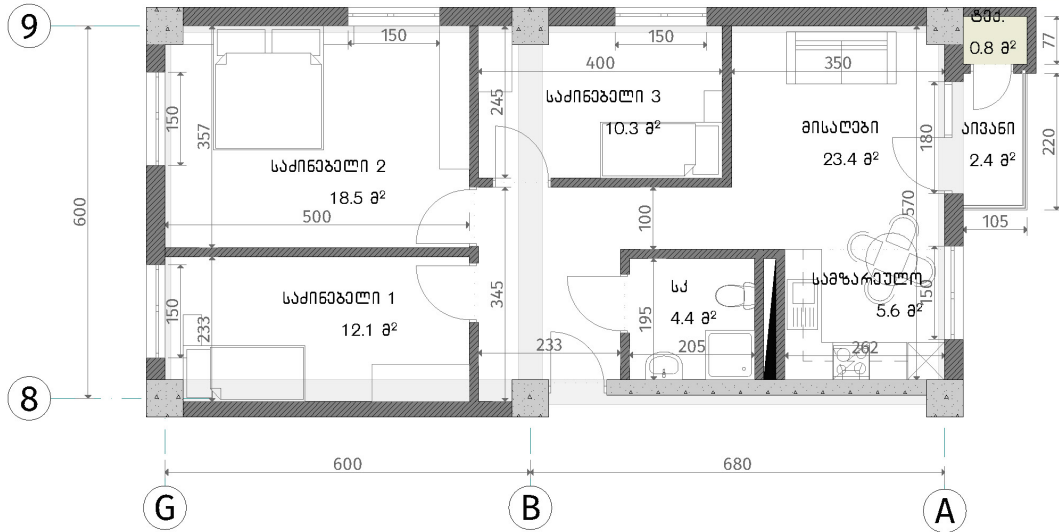 9
150
150
ტექ.
0.8 მ²
77
400
350
245
საძინებელი 3
10.3 მ²
მისაღები
23.4 მ²
აივანი
2.4 მ²
180
220
150
357
საძინებელი 2
18.5 მ²
500
600
100
570
105
საძინებელი 1
12.1 მ²
150
233
345
233
სკ
4.4 მ²
195
205
სამზარეულო
5.6 მ²
150
262
8
600
680
G
B
A